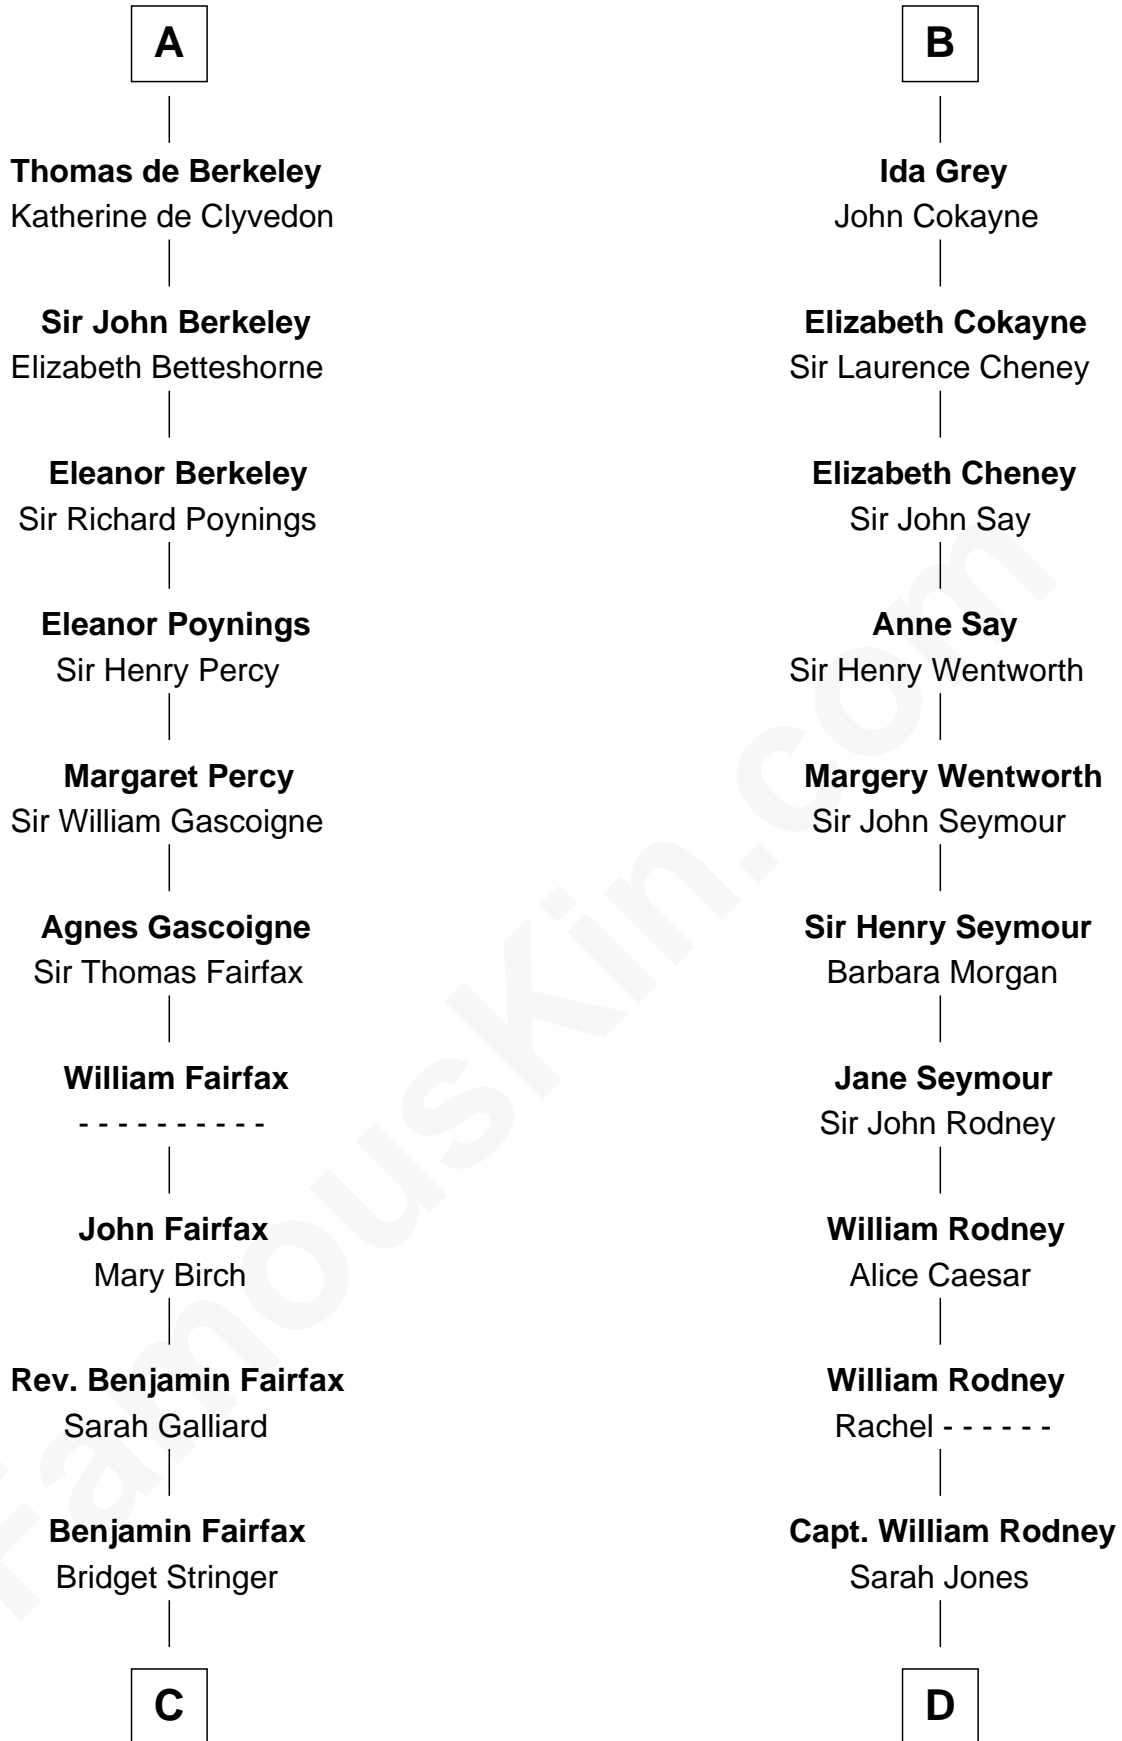 A
Thomas de Berkeley
Katherine de Clyvedon
Sir John Berkeley
Elizabeth Betteshorne
Eleanor Berkeley
Sir Richard Poynings
Eleanor Poynings
Sir Henry Percy
Margaret Percy
Sir William Gascoigne
Agnes Gascoigne
Sir Thomas Fairfax
William Fairfax
- - - - - - - - - -
John Fairfax
Mary Birch
Rev. Benjamin Fairfax
Sarah Galliard
Benjamin Fairfax
Bridget Stringer
C
B
Ida Grey
John Cokayne
Elizabeth Cokayne
Sir Laurence Cheney
Elizabeth Cheney
Sir John Say
Anne Say
Sir Henry Wentworth
Margery Wentworth
Sir John Seymour
Sir Henry Seymour
Barbara Morgan
Jane Seymour
Sir John Rodney
William Rodney
Alice Caesar
William Rodney
Rachel - - - - - -
Capt. William Rodney
Sarah Jones
D
FamousKin.com